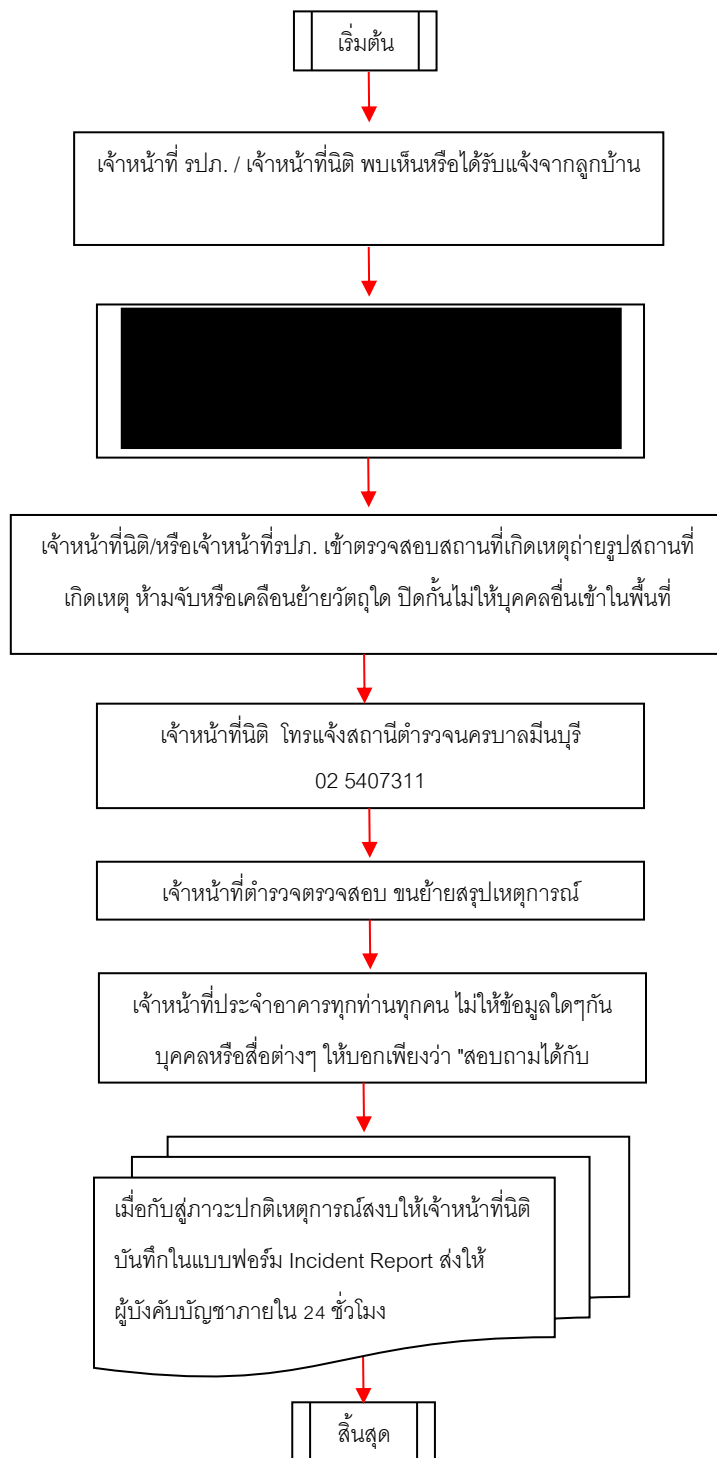 เริ่มต้น
เจ้าหน้าที่ รปภ. / เจ้าหน้าที่นิติ พบเห็นหรือได้รับแจ้งจากลูกบ้าน
เจ้าหน้าที่นิติ/หรือเจ้าหน้าที่รปภ. เข้าตรวจสอบสถานที่เกิดเหตุถ่ายรูปสถานที่
เกิดเหตุ ห้ามจับหรือเคลื่อนย้ายวัตถุใด ปิดกั้นไม่ให้บุคคลอื่นเข้าในพื้นที่
เจ้าหน้าที่นิติ โทรแจ้งสถานีตำรวจนครบาลมีนบุรี
02 5407311
เจ้าหน้าที่ตำรวจตรวจสอบ ขนย้ายสรุปเหตุการณ์
เจ้าหน้าที่ประจำอาคารทุกท่านทุกคน ไม่ให้ข้อมูลใดๆกัน
บุคคลหรือสื่อต่างๆ ให้บอกเพียงว่า "สอบถามได้กับ
เมื่อกับสู่ภาวะปกติเหตุการณ์สงบให้เจ้าหน้าที่นิติ
บันทึกในแบบฟอร์ม Incident Report ส่งให้
ผู้บังคับบัญชาภายใน 24 ชั่วโมง
สิ้นสุด